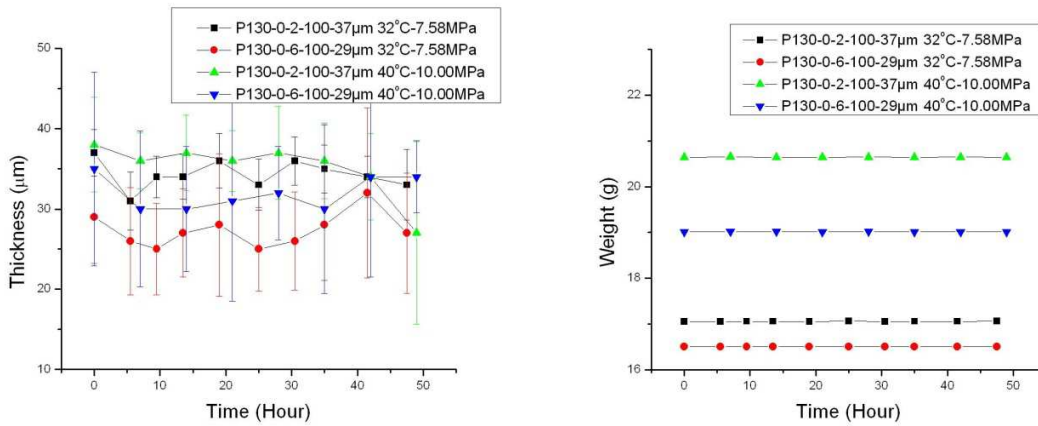 P130-0-2-100-37μm 32°C-7.58MPa
P130-0-6-100-29μm 32°C-7.58MPa
P130-0-2-100-37μm 40°C-10.00MPa
P130-0-6-100-29μm 40°C-10.00MPa
50
40
30
20
10
Thickness (μm)
0 10 20 30 40 50
Time (Hour)
P130-0-2-100-37μm 32°C-7.58MPa
P130-0-6-100-29μm 32°C-7.58MPa
P130-0-2-100-37μm 40°C-10.00MPa
P130-0-6-100-29μm 40°C-10.00MPa
22
20
18
16
Weight (g)
0 10 20 30 40 50
Time (Hour)